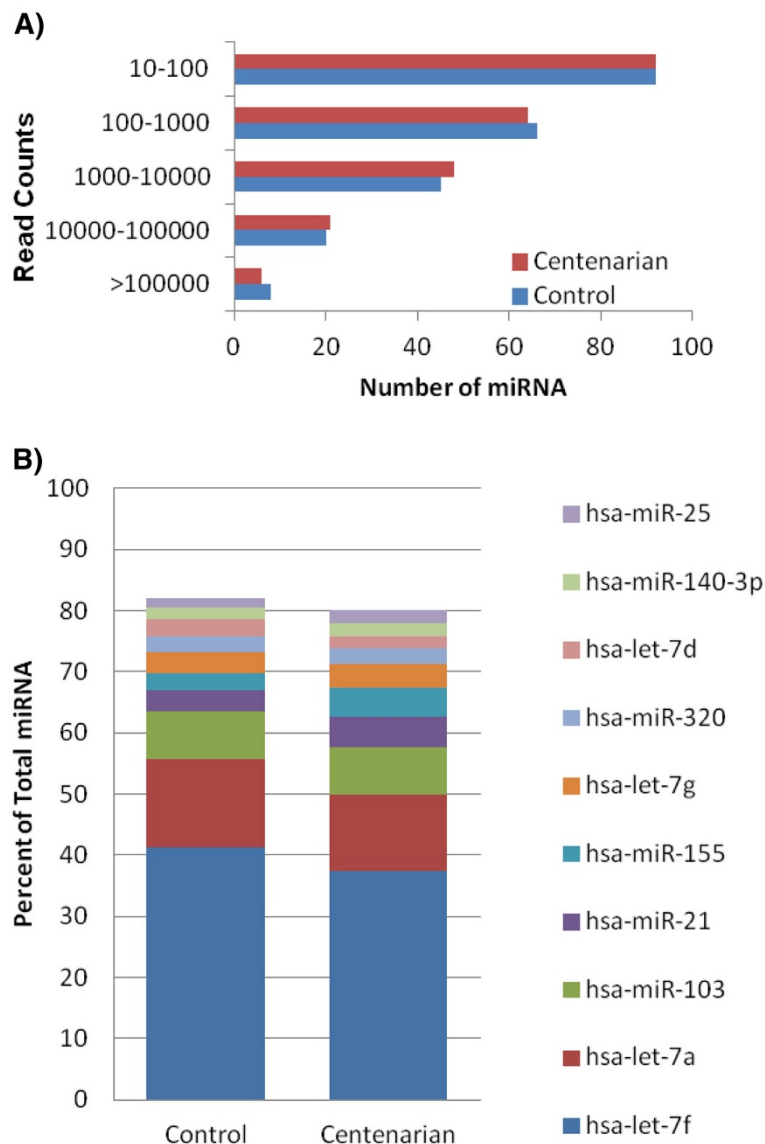 A)
Read Counts
10-100
100-1000
1000-10000
10000-100000
>100000
Centenarian
Control
0 20 40 60 80 100
Number of miRNA
B)
Percent of Total miRNA
100
90
80
70
60
50
40
30
20
10
0
Control Centenarian
hsa-miR-25
hsa-miR-140-3p
hsa-let-7d
hsa-miR-320
hsa-let-7g
hsa-miR-155
hsa-miR-21
hsa-miR-103
hsa-let-7a
hsa-let-7f